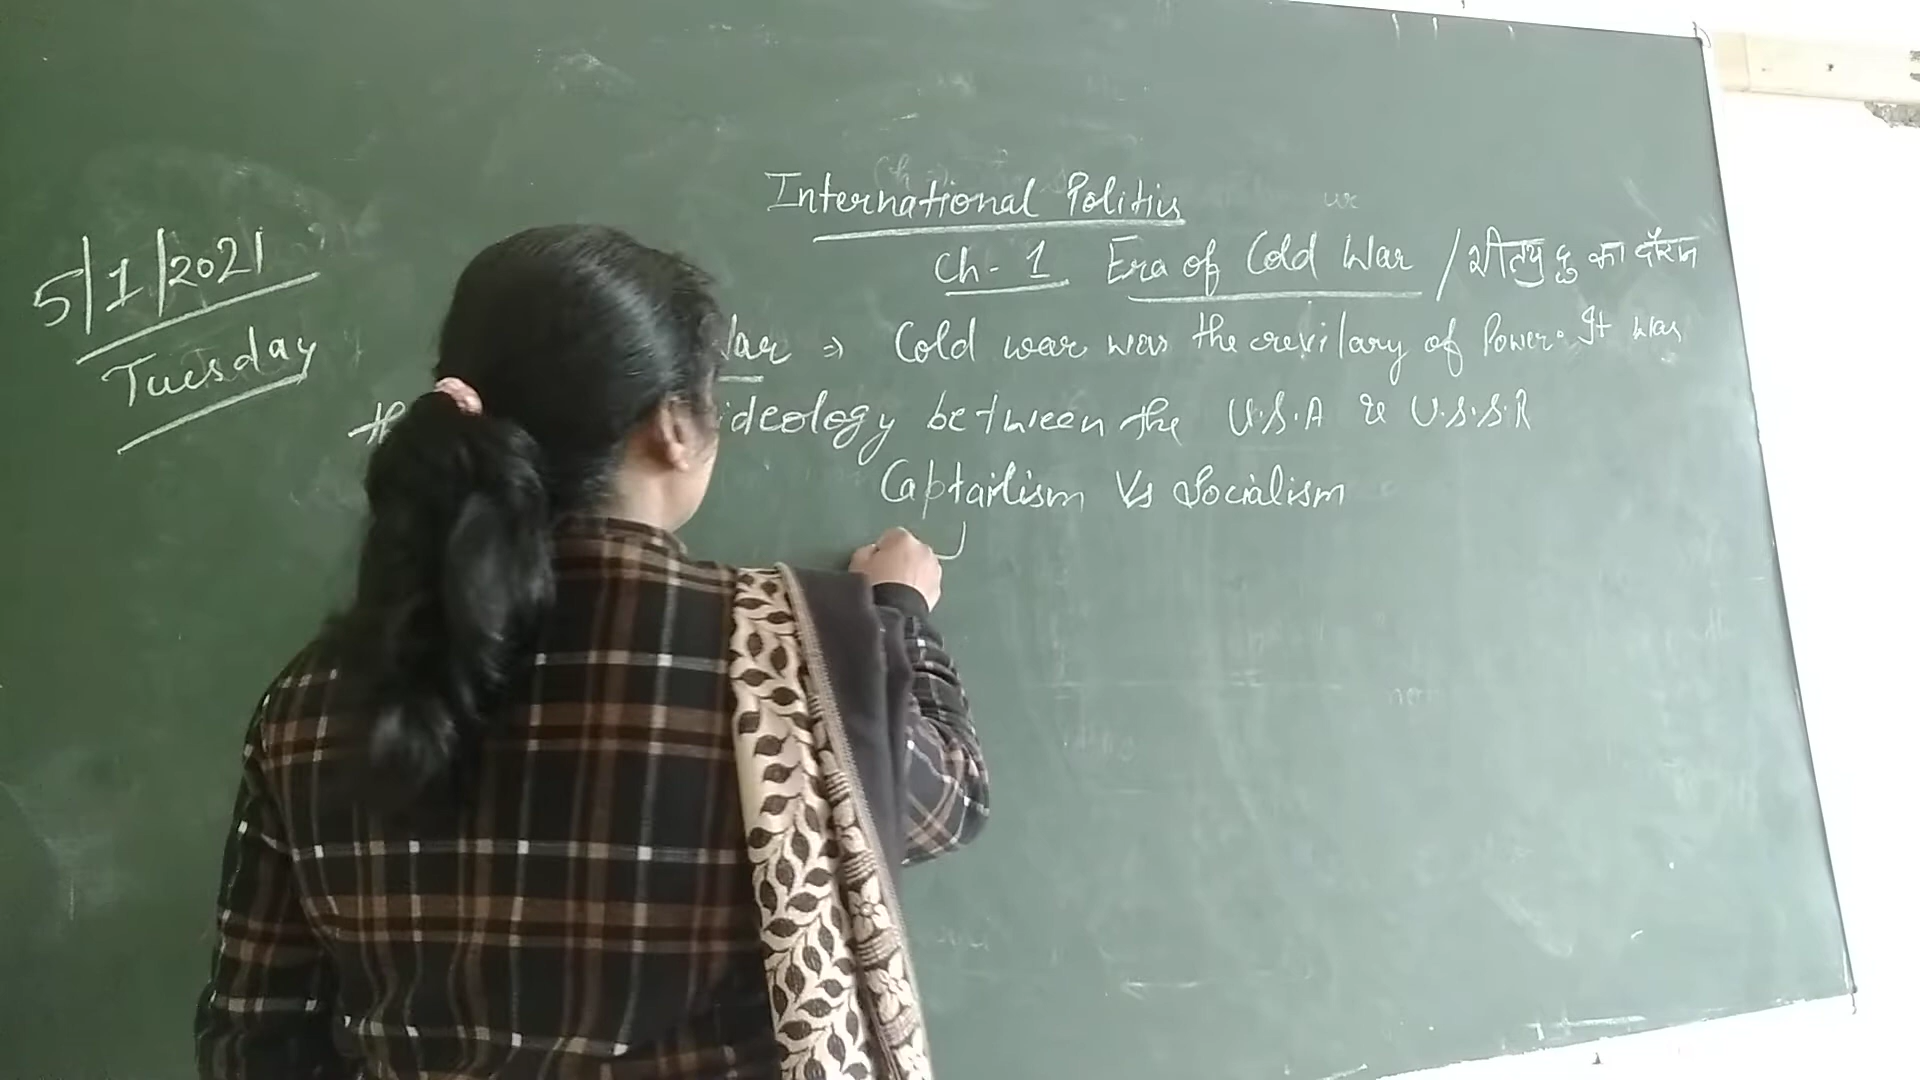 International Politics
5/1/2021
Tuesday
Ch-1 Era of Cold War / शीतयुद्ध का दौर
War ⇒ Cold war was the of Power. It was
ideology between the U.S.A & U.S.S.R
Captailism Vs Socialism